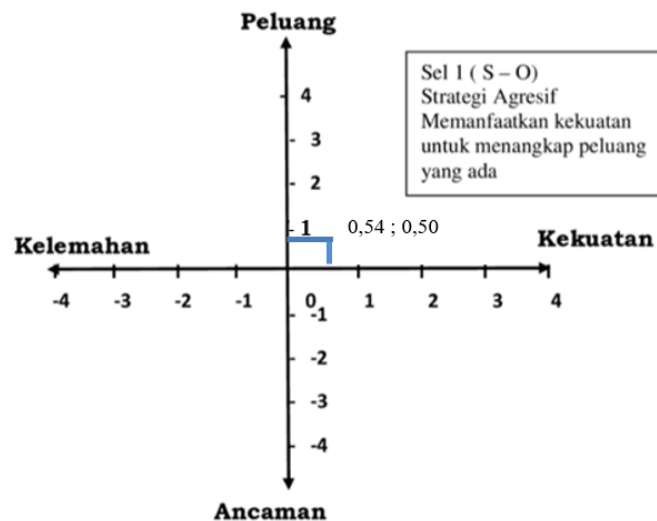 Peluang
Sel 1 ( S – O)
Strategi Agresif
Memanfaatkan kekuatan
untuk menangkap peluang
yang ada
4
3
2
1
0,54 ; 0,50
Kelemahan
Kekuatan
-4 -3 -2 -1 0 1 2 3 4
-1
-2
-3
-4
Ancaman